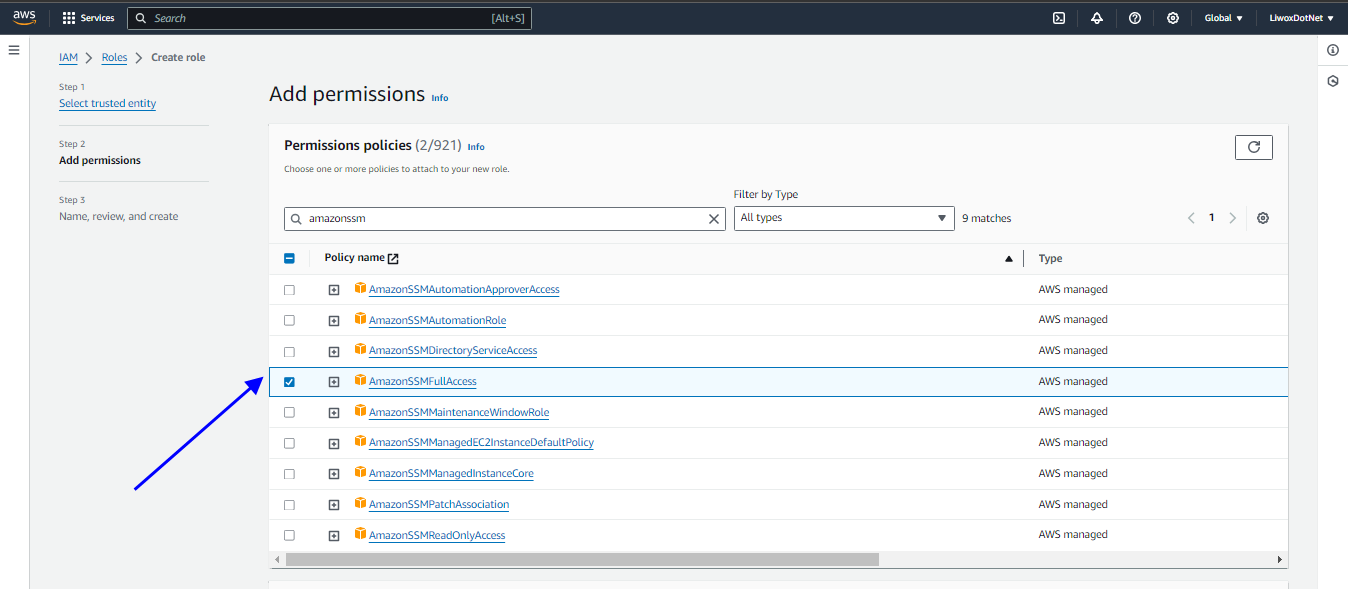 aws Services Search [Alt+S] Global LiwoxDotNet
IAM Roles Create role
Step 1
Select trusted entity
Step 2
Add permissions
Step 3
Name, review, and create
Add permissions Info
Permissions policies (2/921) Info
Choose one or more policies to attach to your new role.
Filter by Type
amazonssm All types 9 matches 1
Policy name Type
AmazonSSMAutomationApproverAccess AWS managed
AmazonSSMAutomationRole AWS managed
AmazonSSMDirectoryServiceAccess AWS managed
AmazonSSMFullAccess AWS managed
AmazonSSMMaintenanceWindowRole AWS managed
AmazonSSMManagedEC2InstanceDefaultPolicy AWS managed
AmazonSSMManagedInstanceCore AWS managed
AmazonSSMPatchAssociation AWS managed
AmazonSSMReadOnlyAccess AWS managed